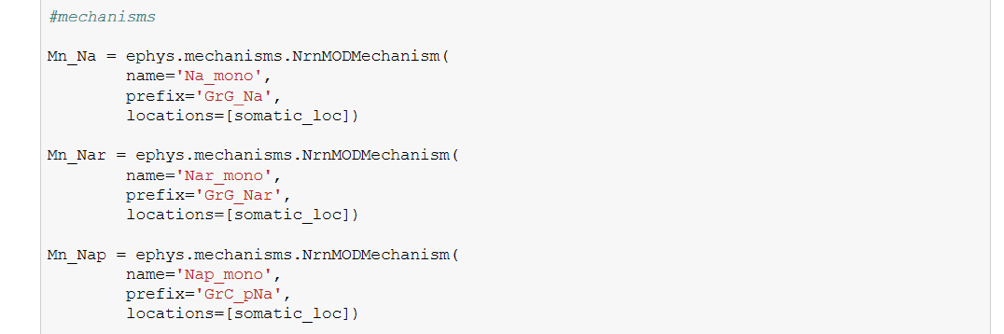 #mechanisms
Mn_Na = ephys.mechanisms.NrnMODMechanism(
name='Na_mono',
prefix='GrG_Na',
locations=[somatic_loc])
Mn_Nar = ephys.mechanisms.NrnMODMechanism(
name='Nar_mono',
prefix='GrG_Nar',
locations=[somatic_loc])
Mn_Nap = ephys.mechanisms.NrnMODMechanism(
name='Nap_mono',
prefix='GrC_pNa',
locations=[somatic_loc])